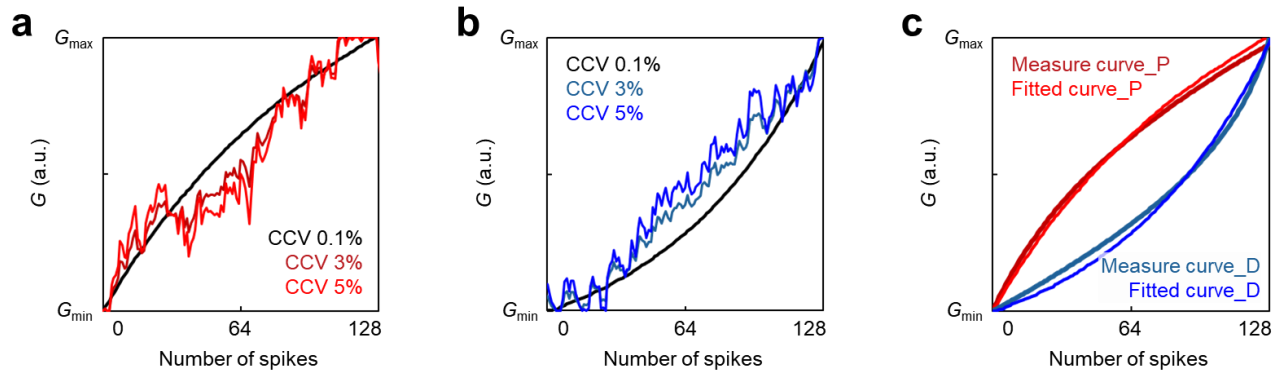 a
Gmax
G (a.u.)
Gmin
CCV 0.1%
CCV 3%
CCV 5%
0 64 128
Number of spikes
b
Gmax
G (a.u.)
Gmin
CCV 0.1%
CCV 3%
CCV 5%
0 64 128
Number of spikes
c
Gmax
G (a.u.)
Gmin
Measure curve_P
Fitted curve_P
Measure curve_D
Fitted curve_D
0 64 128
Number of spikes